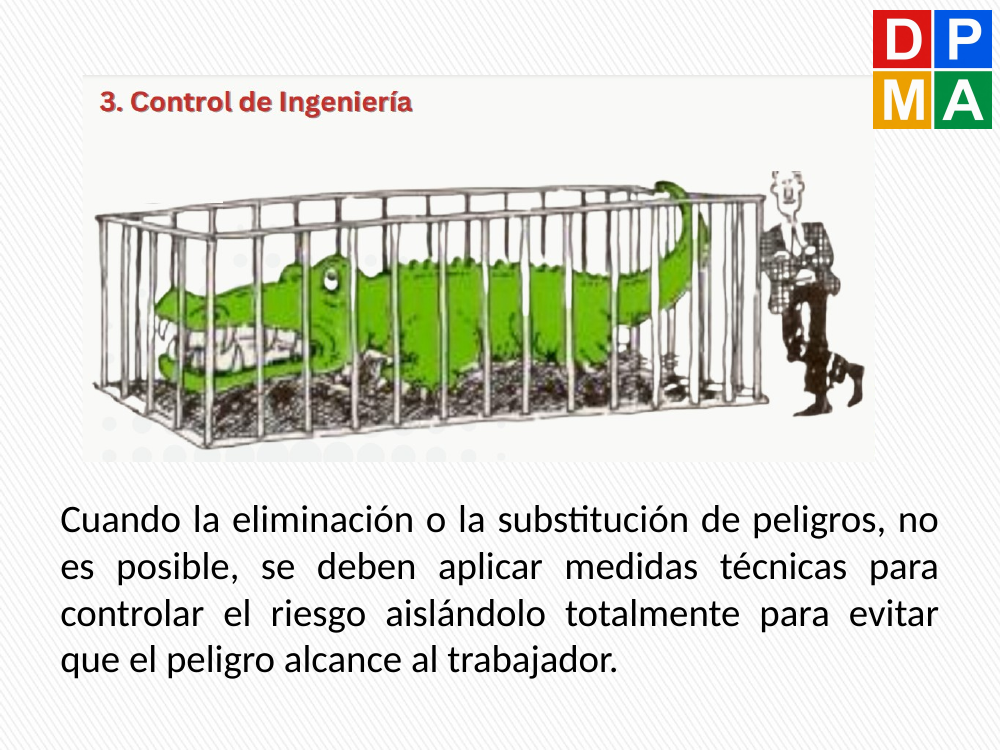 D P
M A
3. Control de Ingeniería
Cuando la eliminación o la substitución de peligros, no
es posible, se deben aplicar medidas técnicas para
controlar el riesgo aislándolo totalmente para evitar
que el peligro alcance al trabajador.